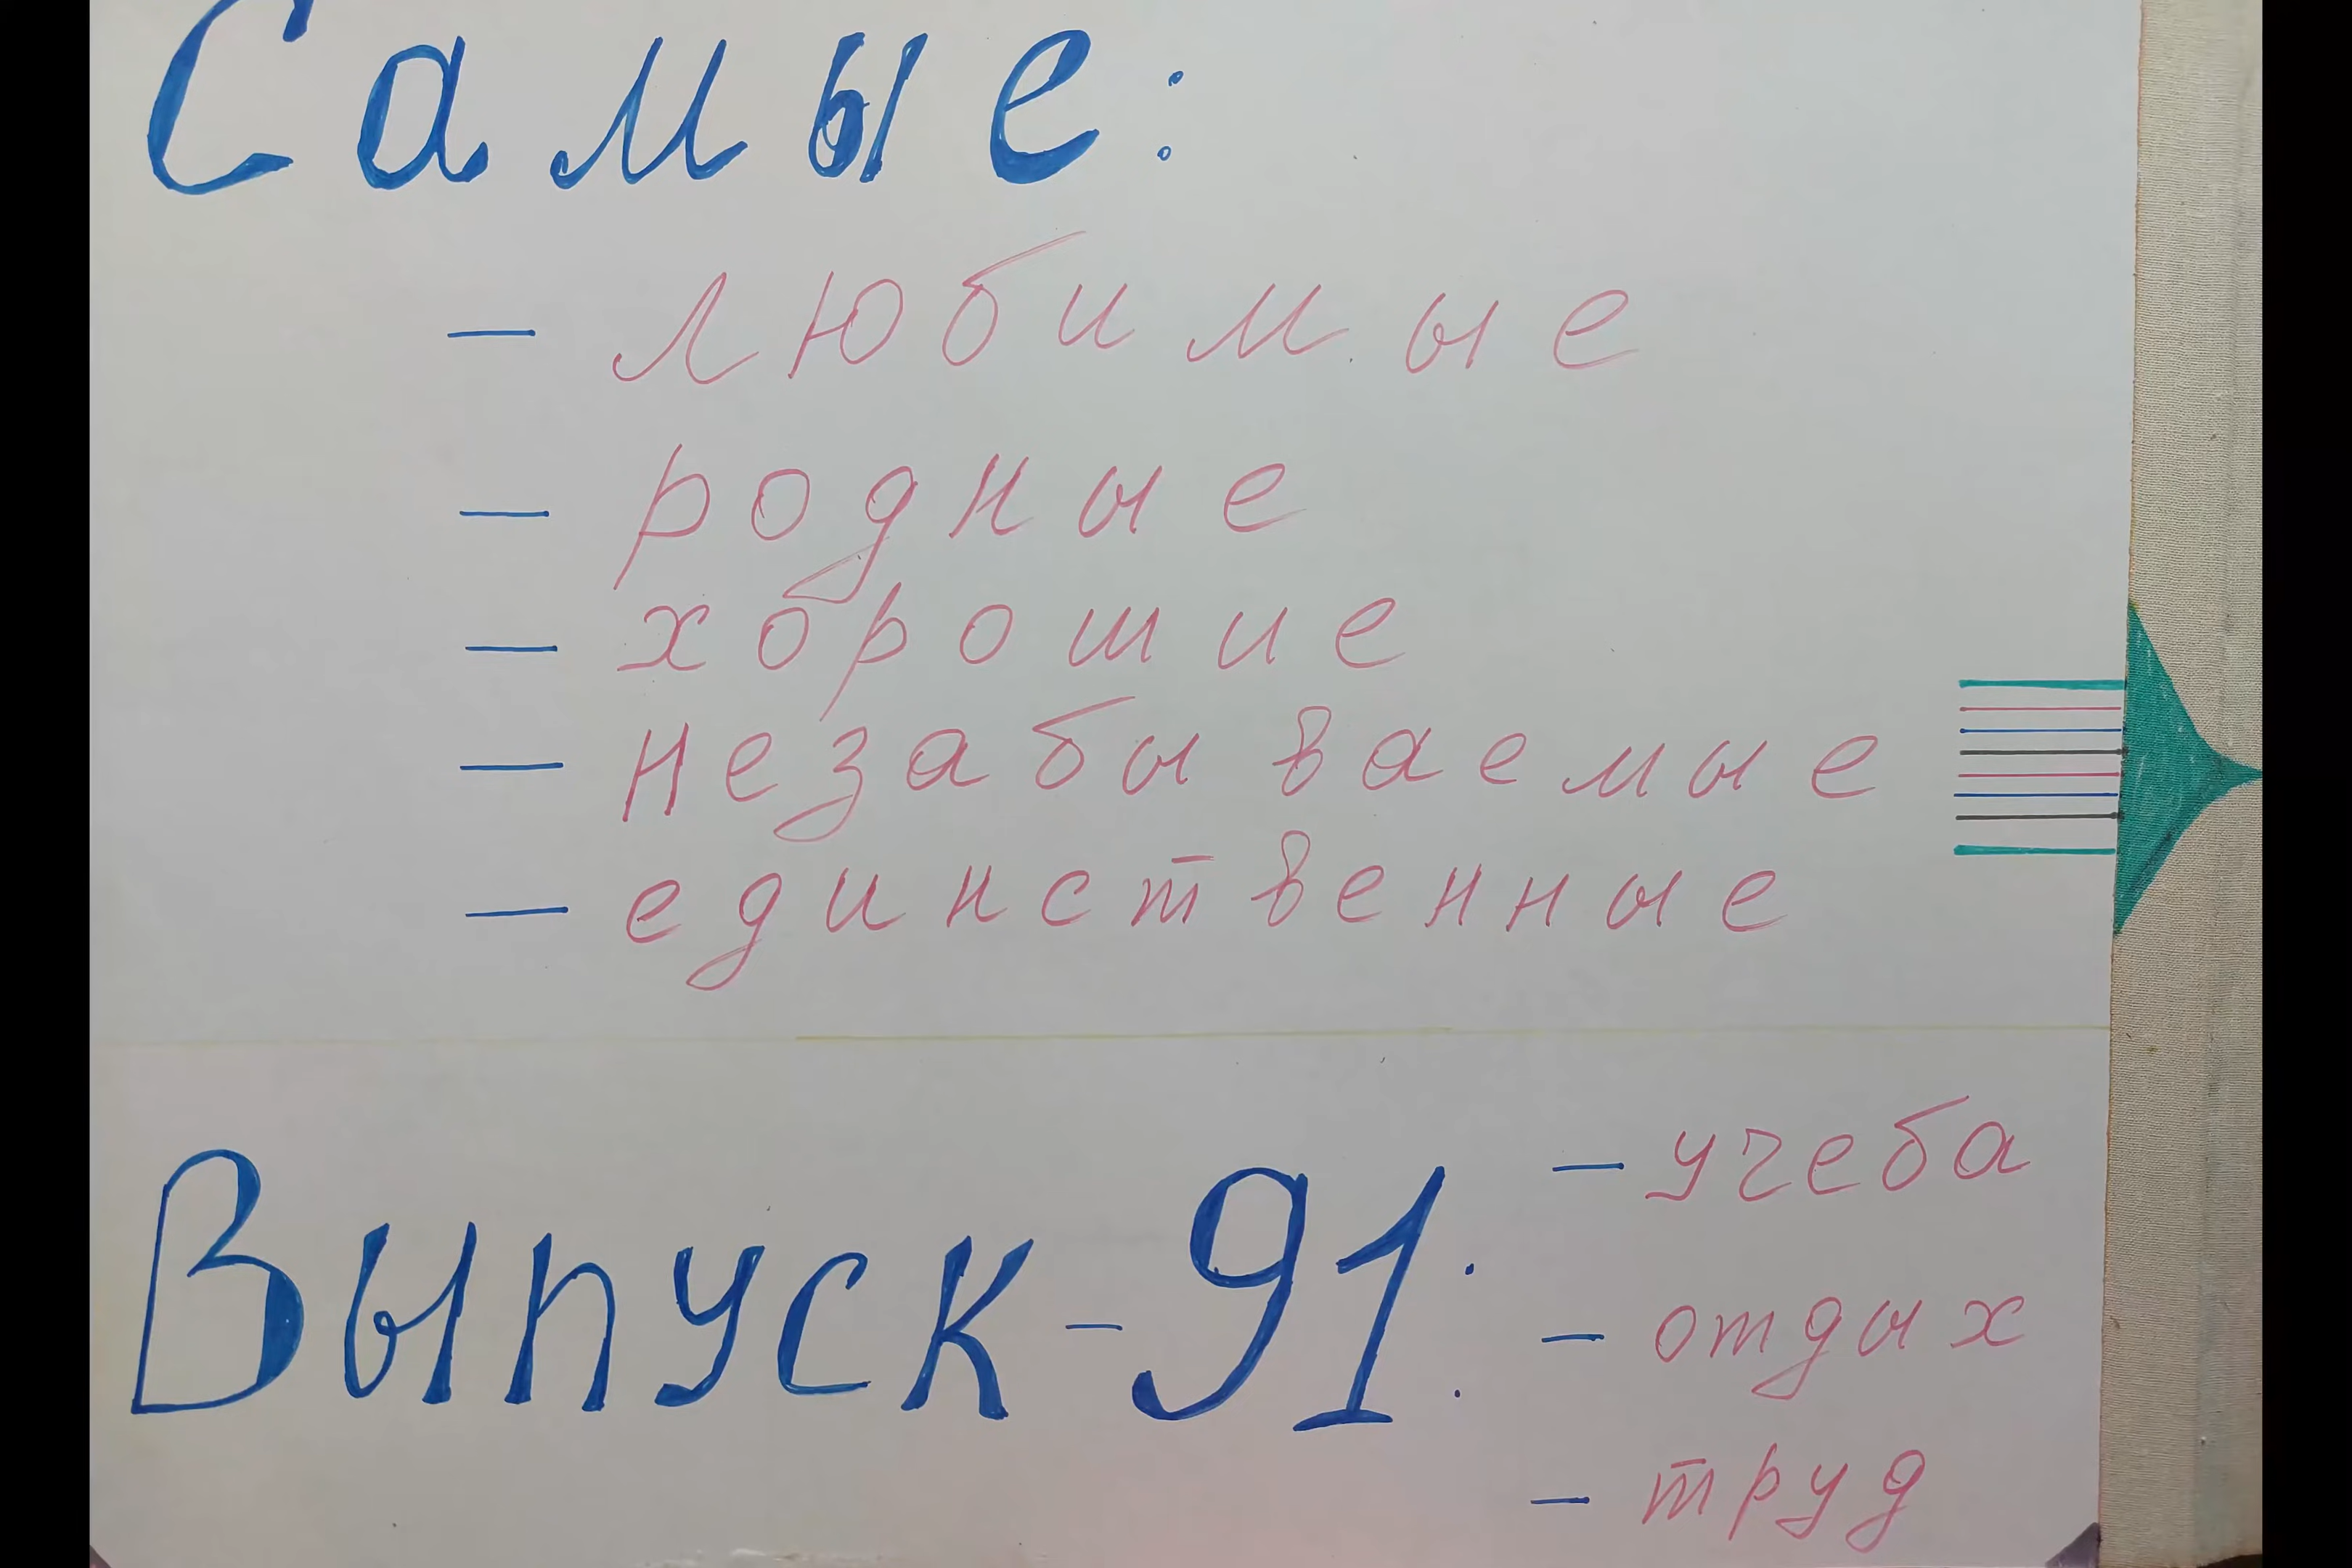 Самые:
- любимые
- родные
- хорошие
- незабываемые
- единственные
Выпуск-91:
- учеба
- отдых
- труд